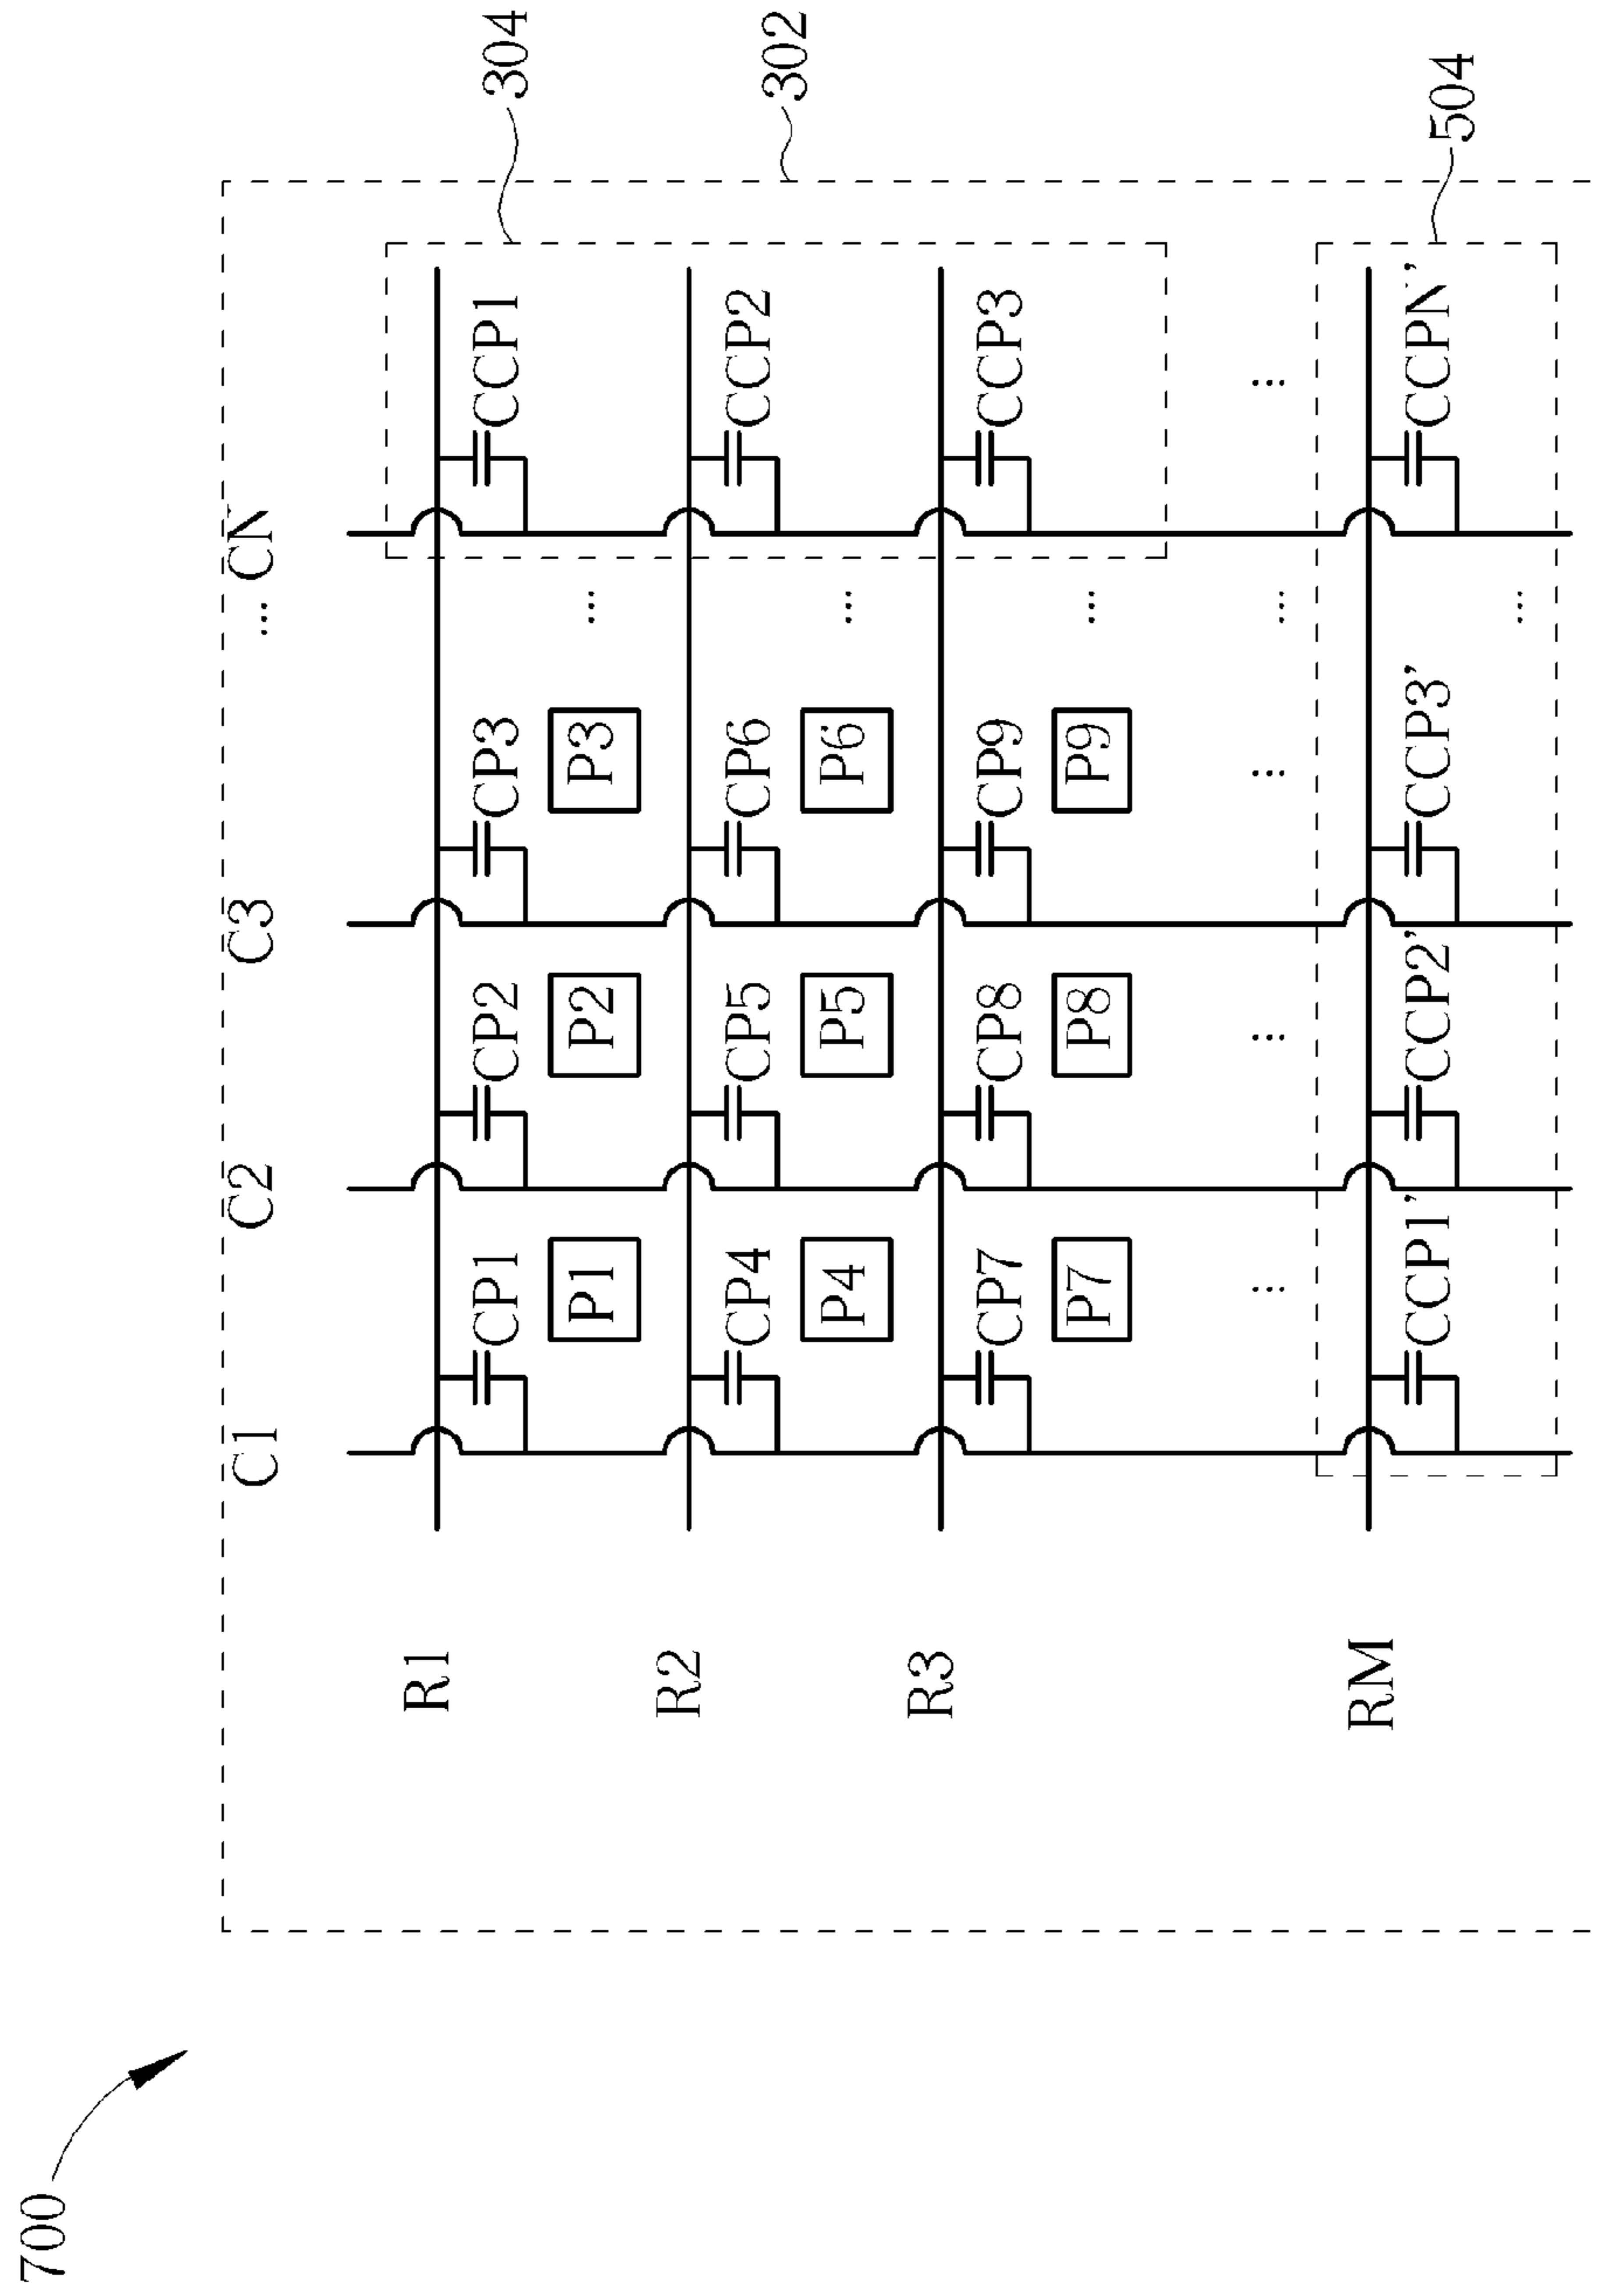 700
C1 C2 C3 ... CN
R1
CP1 CP2 CP3 CCP1 304
P1 P2 P3 ...
R2
CP4 CP5 CP6 CCP2 302
P4 P5 P6 ...
R3
CP7 CP8 CP9 CCP3
P7 P8 P9 ...
... ... ... ... ...
RM
CCP1' CCP2' CCP3' CCPN' 504
...